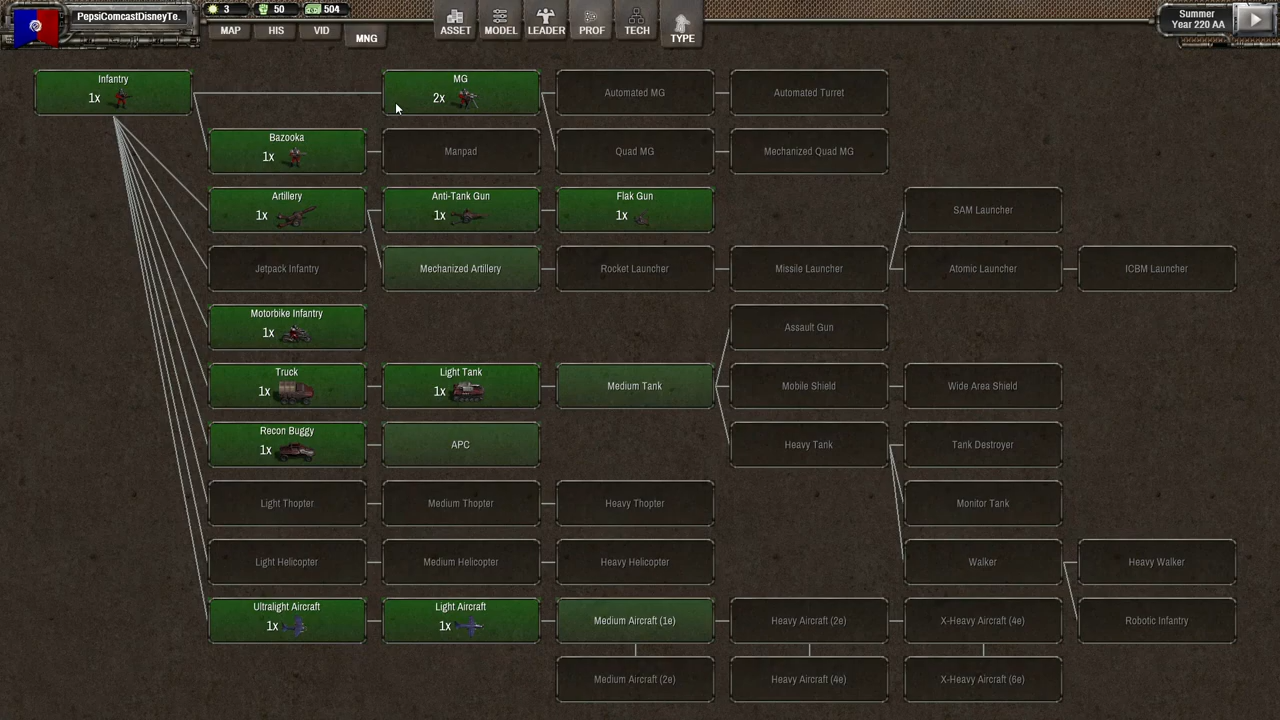 PepsiComcastDisneyTe.
3
50
504
MAP
HIS
VID
MNG
ASSET
MODEL
LEADER
PROF
TECH
TYPE
Summer
Year 220 AA
Infantry
1x
MG
2x
Automated MG
Automated Turret
Bazooka
1x
Manpad
Quad MG
Mechanized Quad MG
Artillery
1x
Anti-Tank Gun
1x
Flak Gun
1x
SAM Launcher
Jetpack Infantry
Mechanized Artillery
Rocket Launcher
Missile Launcher
Atomic Launcher
ICBM Launcher
Motorbike Infantry
1x
Assault Gun
Truck
1x
Light Tank
1x
Medium Tank
Mobile Shield
Wide Area Shield
Recon Buggy
1x
APC
Heavy Tank
Tank Destroyer
Light Thopter
Medium Thopter
Heavy Thopter
Monitor Tank
Light Helicopter
Medium Helicopter
Heavy Helicopter
Walker
Heavy Walker
Ultralight Aircraft
1x
Light Aircraft
1x
Medium Aircraft (1e)
Heavy Aircraft (2e)
X-Heavy Aircraft (4e)
Robotic Infantry
Medium Aircraft (2e)
Heavy Aircraft (4e)
X-Heavy Aircraft (6e)